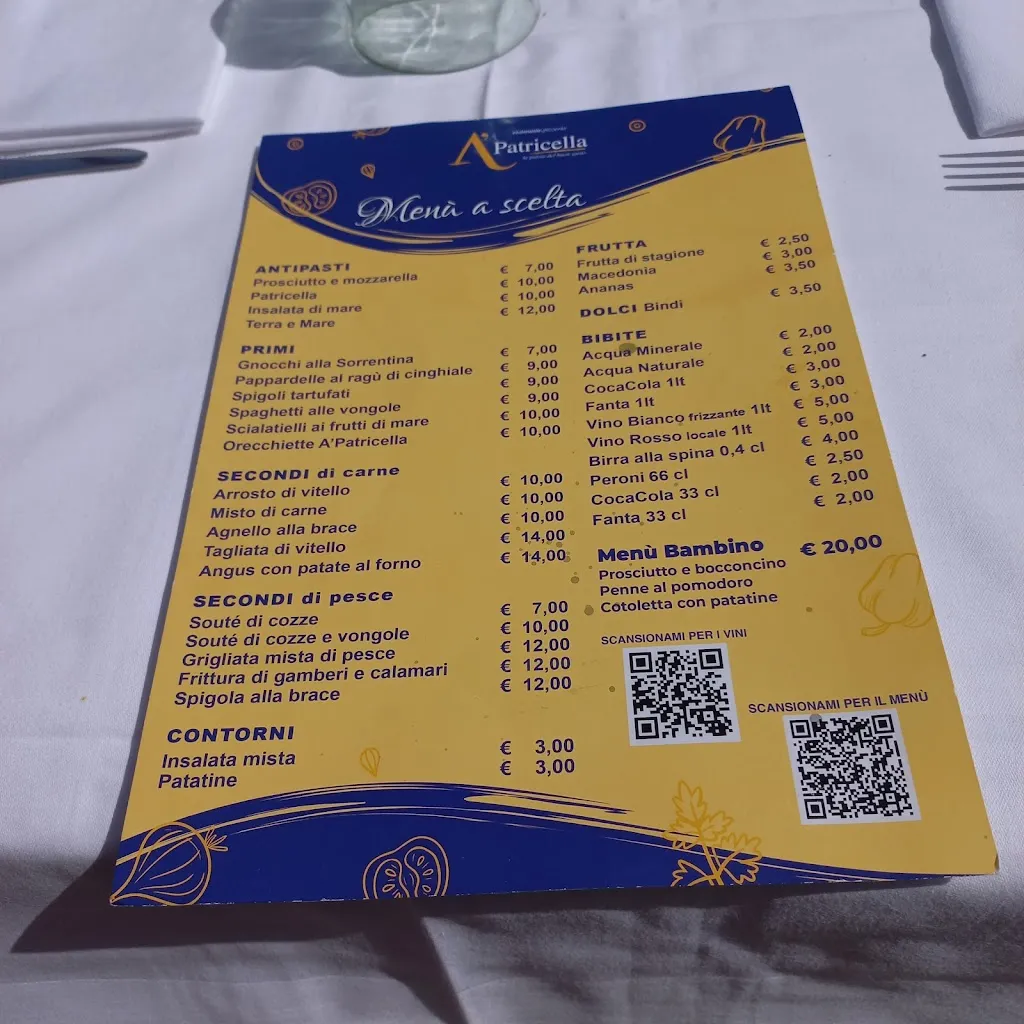 A' Patricella
Menù a scelta
ANTIPASTI
Prosciutto e mozzarella € 7,00
Patricella € 10,00
Insalata di mare € 10,00
Terra e Mare € 12,00
PRIMI
Gnocchi alla Sorrentina € 7,00
Pappardelle al ragù di cinghiale € 9,00
Spigoli tartufati € 9,00
Spaghetti alle vongole € 9,00
Scialatielli ai frutti di mare € 10,00
Orecchiette A'Patricella € 10,00
SECONDI di carne
Arrosto di vitello € 10,00
Misto di carne € 10,00
Agnello alla brace € 10,00
Tagliata di vitello € 14,00
Angus con patate al forno € 14,00
SECONDI di pesce
Souté di cozze € 7,00
Souté di cozze e vongole € 10,00
Grigliata mista di pesce € 12,00
Frittura di gamberi e calamari € 12,00
Spigola alla brace € 12,00
CONTORNI
Insalata mista € 3,00
Patatine € 3,00
FRUTTA
Frutta di stagione € 2,50
Macedonia € 3,00
Ananas € 3,50
DOLCI Bindi € 3,50
BIBITE
Acqua Minerale € 2,00
Acqua Naturale € 2,00
CocaCola 1lt € 3,00
Fanta 1lt € 3,00
Vino Bianco frizzante 1lt € 5,00
Vino Rosso locale 1lt € 5,00
Birra alla spina 0,4 cl € 4,00
Peroni 66 cl € 2,50
CocaCola 33 cl € 2,00
Fanta 33 cl € 2,00
Menù Bambino € 20,00
Prosciutto e bocconcino
Penne al pomodoro
Cotoletta con patatine
SCANSIONAMI PER I VINI
SCANSIONAMI PER IL MENÙ